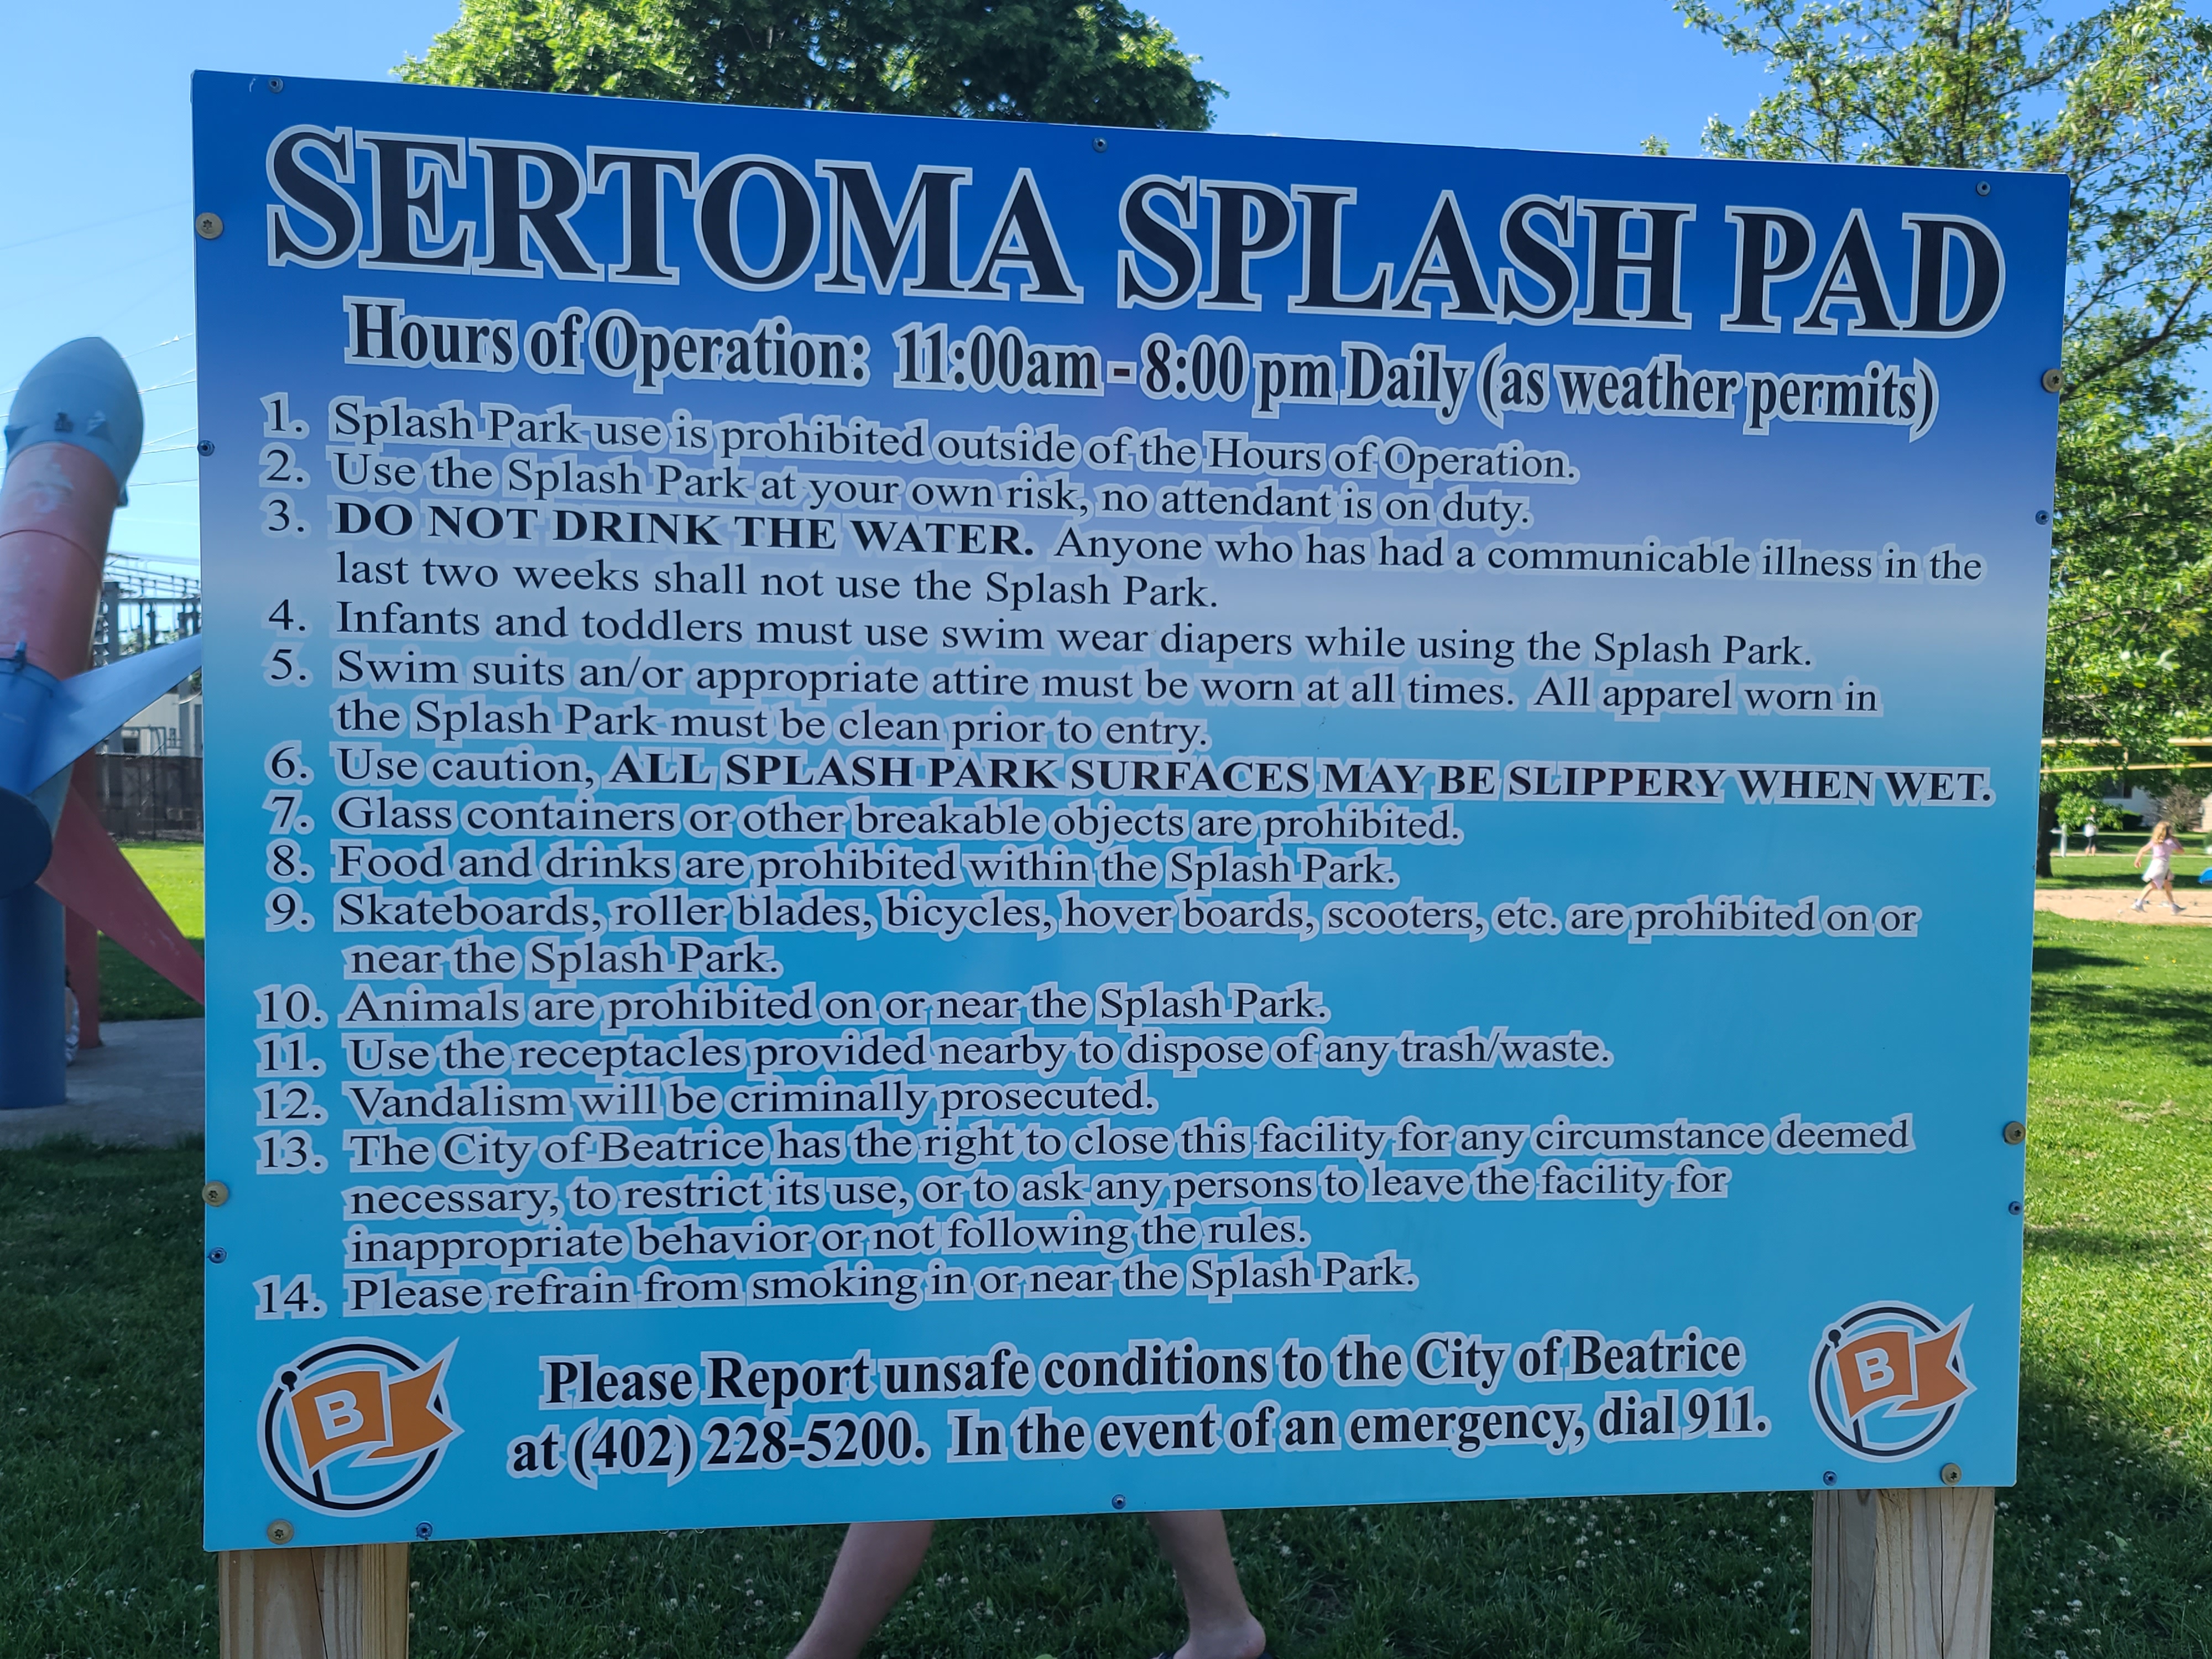 SERTOMA SPLASH PAD
Hours of Operation: 11:00am - 8:00 pm Daily (as weather permits)
1. Splash Park use is prohibited outside of the Hours of Operation.
2. Use the Splash Park at your own risk, no attendant is on duty.
3. DO NOT DRINK THE WATER. Anyone who has had a communicable illness in the
last two weeks shall not use the Splash Park.
4. Infants and toddlers must use swim wear diapers while using the Splash Park.
5. Swim suits an/or appropriate attire must be worn at all times. All apparel worn in
the Splash Park must be clean prior to entry.
6. Use caution, ALL SPLASH PARK SURFACES MAY BE SLIPPERY WHEN WET.
7. Glass containers or other breakable objects are prohibited.
8. Food and drinks are prohibited within the Splash Park.
9. Skateboards, roller blades, bicycles, hover boards, scooters, etc. are prohibited on or
near the Splash Park.
10. Animals are prohibited on or near the Splash Park.
11. Use the receptacles provided nearby to dispose of any trash/waste.
12. Vandalism will be criminally prosecuted.
13. The City of Beatrice has the right to close this facility for any circumstance deemed
necessary, to restrict its use, or to ask any persons to leave the facility for
inappropriate behavior or not following the rules.
14. Please refrain from smoking in or near the Splash Park.
Please Report unsafe conditions to the City of Beatrice
at (402) 228-5200. In the event of an emergency, dial 911.
B
B